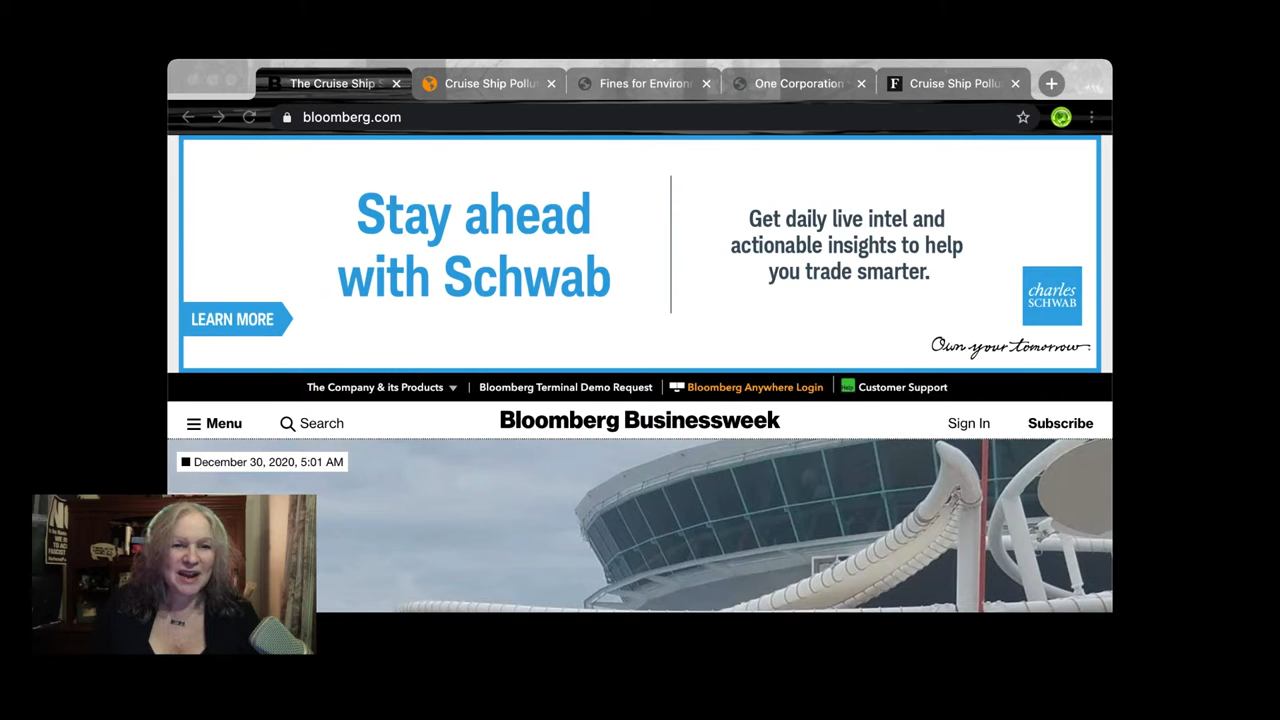 The Cruise Ship
Cruise Ship Pollu
Fines for Environ
One Corporation
Cruise Ship Pollu
bloomberg.com
Stay ahead
with Schwab
LEARN MORE
Get daily live intel and
actionable insights to help
you trade smarter.
charles
SCHWAB
Own your tomorrow.
The Company & its Products
Bloomberg Terminal Demo Request
Bloomberg Anywhere Login
Help
Customer Support
Menu
Search
Bloomberg Businessweek
Sign In
Subscribe
December 30, 2020, 5:01 AM
NO